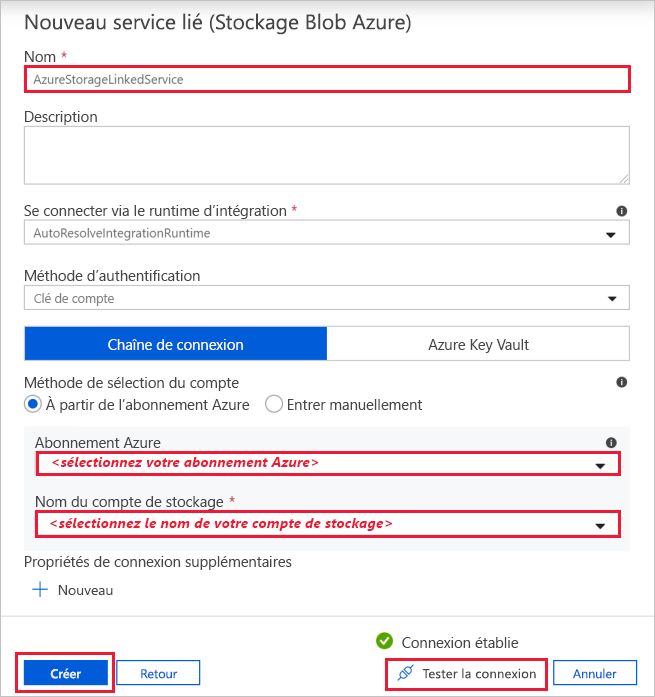 Nouveau service lié (Stockage Blob Azure)
Nom *
AzureStorageLinkedService
Description
Se connecter via le runtime d’intégration *
AutoResolveIntegrationRuntime
Méthode d’authentification
Clé de compte
Chaîne de connexion
Azure Key Vault
Méthode de sélection du compte
À partir de l’abonnement Azure
Entrer manuellement
Abonnement Azure
<sélectionnez votre abonnement Azure>
Nom du compte de stockage *
<sélectionnez le nom de votre compte de stockage>
Propriétés de connexion supplémentaires
Nouveau
Connexion établie
Créer
Retour
Tester la connexion
Annuler